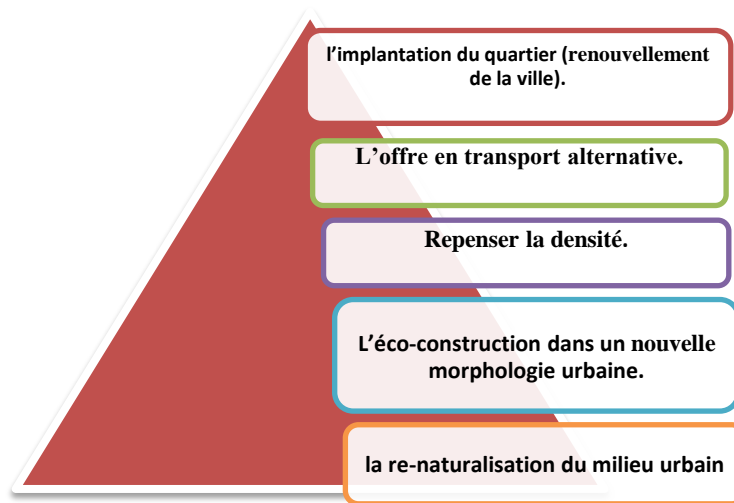 l'implantation du quartier (renouvellement
de la ville).
L'offre en transport alternative.
Repenser la densité.
L'éco-construction dans un nouvelle
morphologie urbaine.
la re-naturalisation du milieu urbain